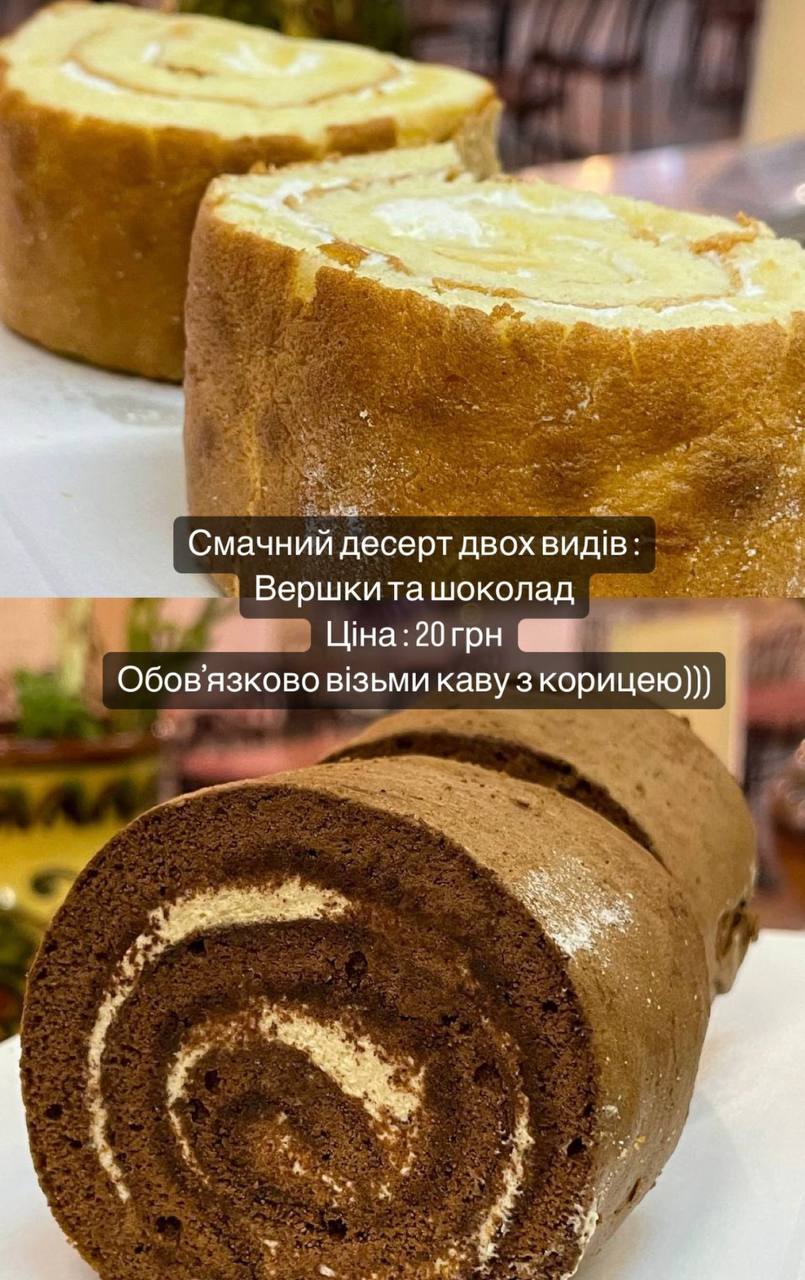 Смачний десерт двох видів :
Вершки та шоколад
Ціна : 20 грн
Обов’язково візьми каву з корицею)))